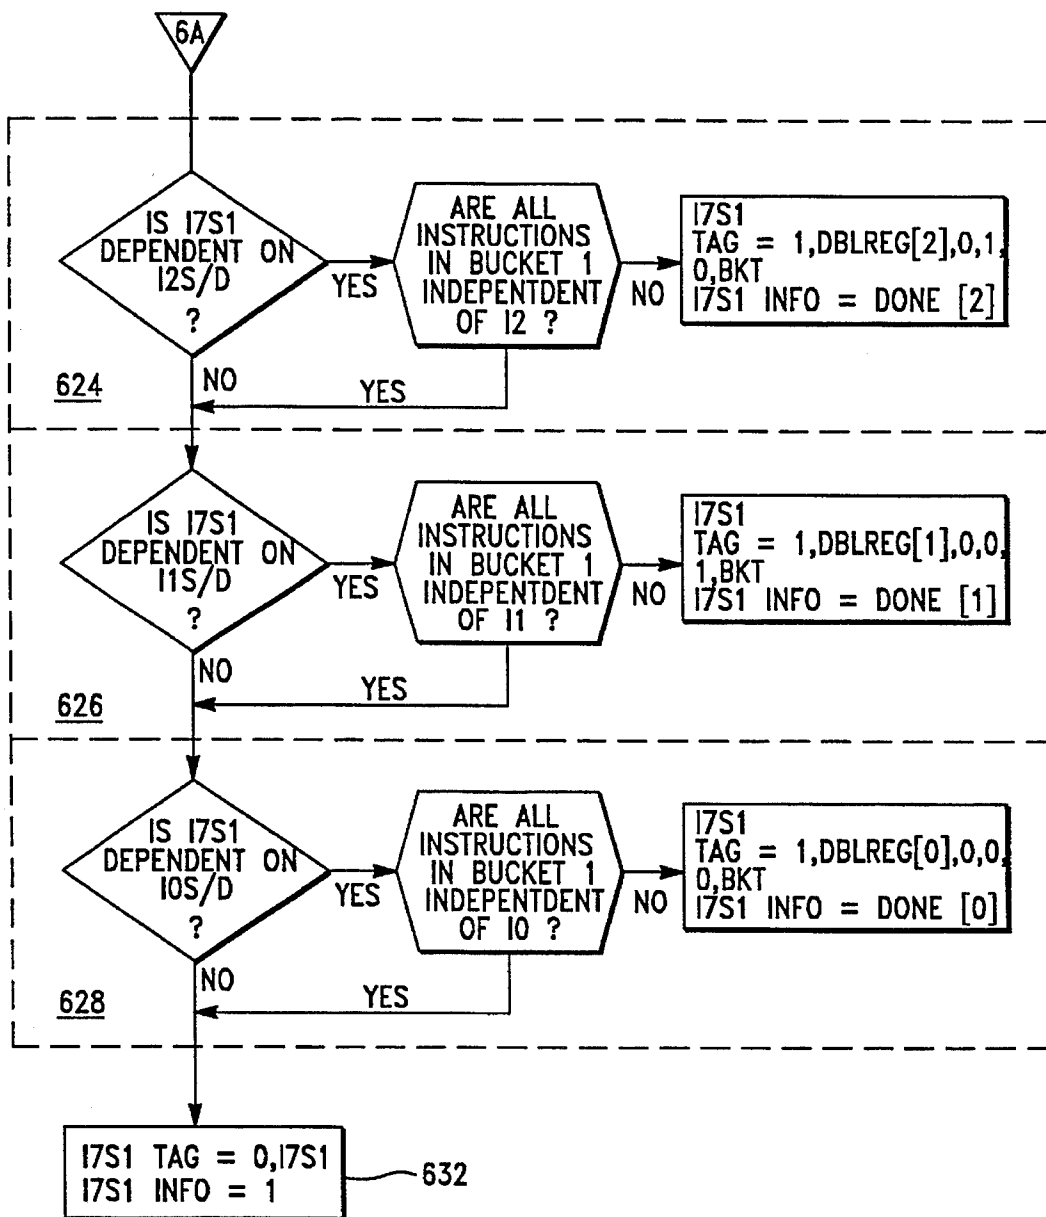 6A
IS I7S1
DEPENDENT ON
I2S/D
?
YES
ARE ALL
INSTRUCTIONS
IN BUCKET 1
INDEPENTDENT
OF I2 ?
NO
I7S1
TAG = 1,DBLREG[2],0,1,
0,BKT
I7S1 INFO = DONE [2]
NO
YES
624
IS I7S1
DEPENDENT ON
I1S/D
?
YES
ARE ALL
INSTRUCTIONS
IN BUCKET 1
INDEPENTDENT
OF I1 ?
NO
I7S1
TAG = 1,DBLREG[1],0,0,
1,BKT
I7S1 INFO = DONE [1]
NO
YES
626
IS I7S1
DEPENDENT ON
I0S/D
?
YES
ARE ALL
INSTRUCTIONS
IN BUCKET 1
INDEPENTDENT
OF I0 ?
NO
I7S1
TAG = 1,DBLREG[0],0,0,
0,BKT
I7S1 INFO = DONE [0]
NO
YES
628
I7S1 TAG = 0,I7S1
I7S1 INFO = 1
632